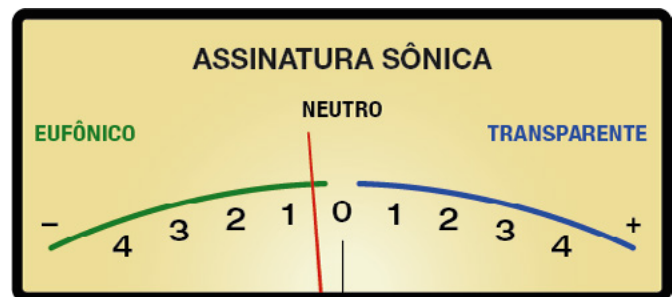 ASSINATURA SÔNICA
NEUTRO
EUFÔNICO
TRANSPARENTE
− 4 3 2 1 0 1 2 3 4 +